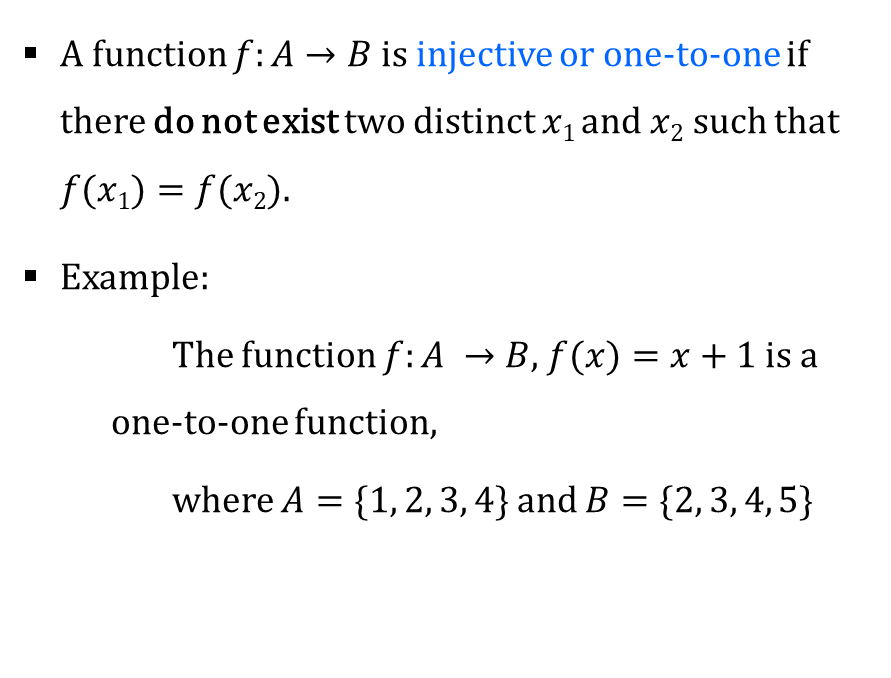 ▪ A function f: A → B is injective or one-to-one if
there do not exist two distinct x₁ and x₂ such that
f(x₁) = f(x₂).
▪ Example:
The function f: A → B, f(x) = x + 1 is a
one-to-one function,
where A = {1, 2, 3, 4} and B = {2, 3, 4, 5}